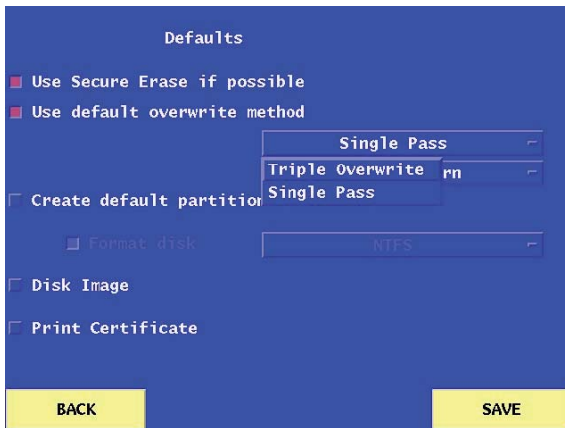 Defaults
Use Secure Erase if possible
Use default overwrite method
Single Pass
Triple Overwrite
rn
Single Pass
Create default partition
Format disk
NTFS
Disk Image
Print Certificate
BACK
SAVE